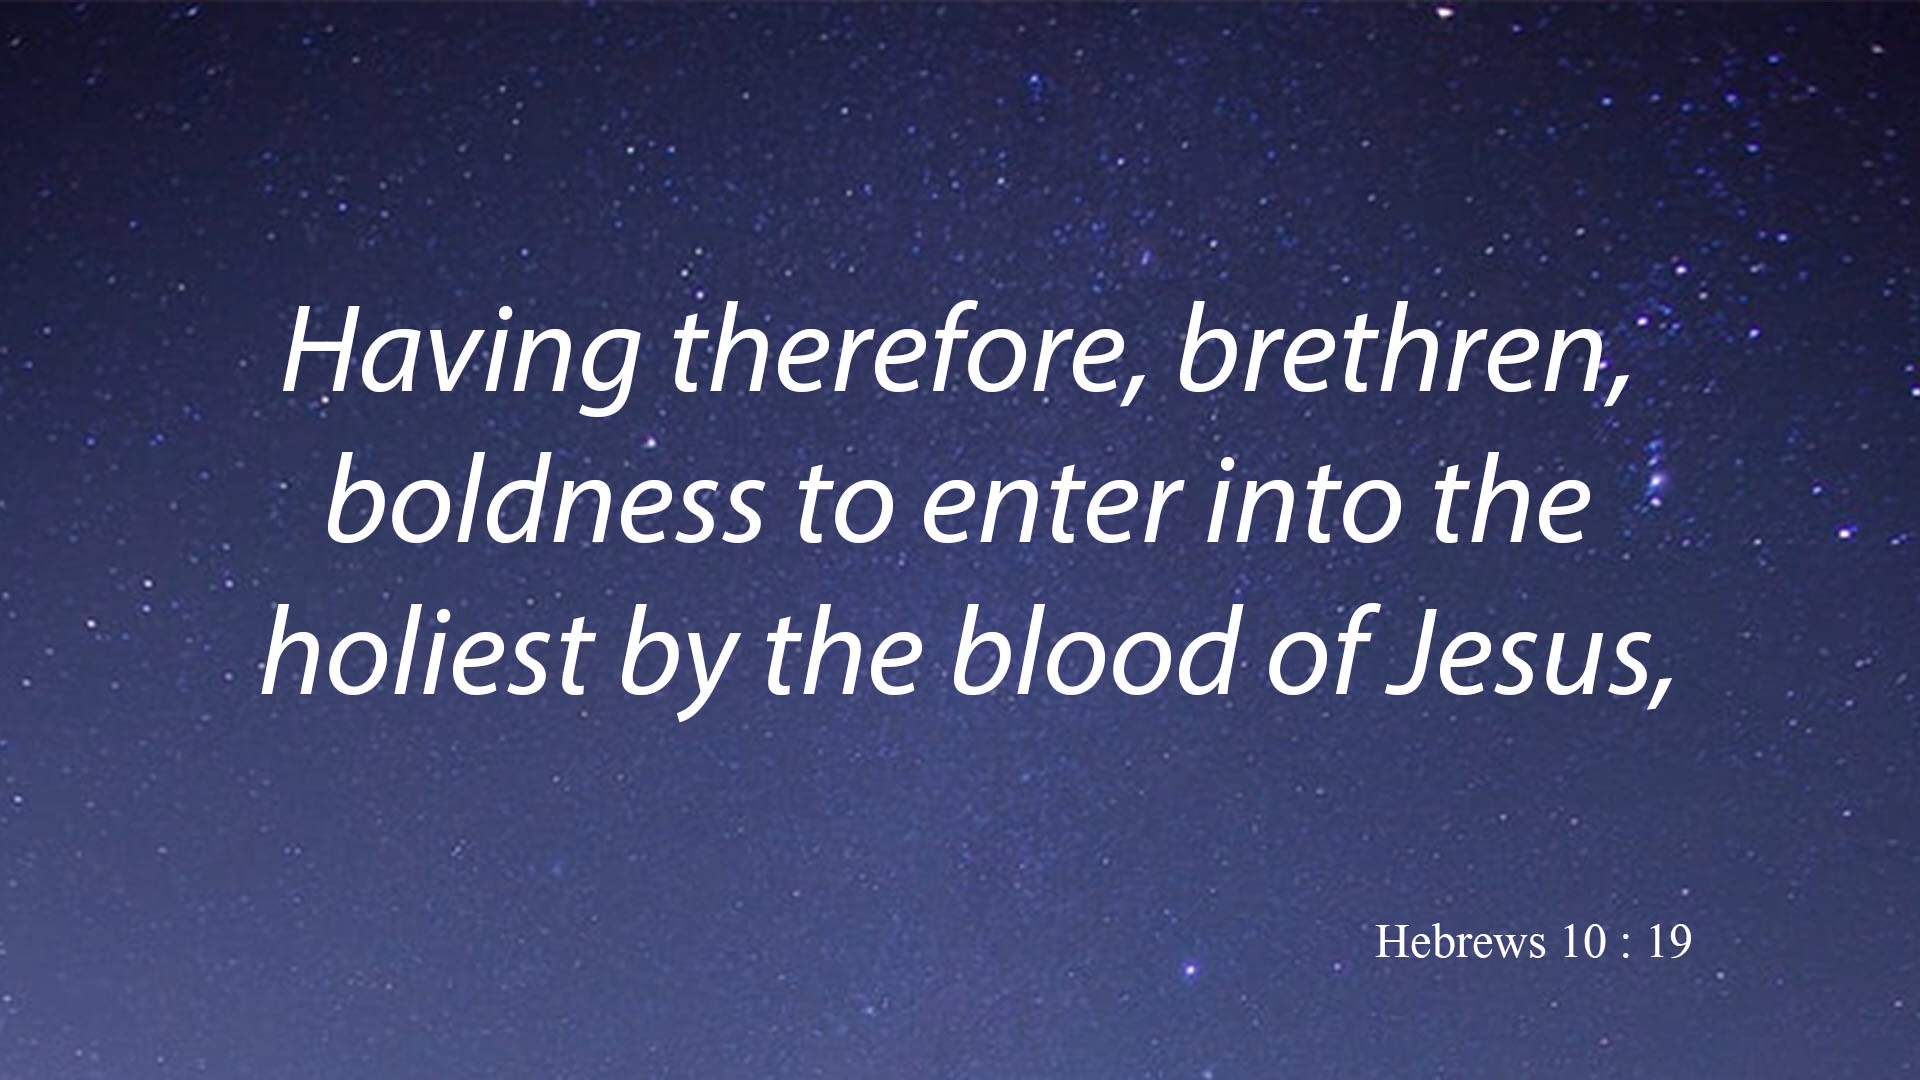 Having therefore, brethren,
boldness to enter into the
holiest by the blood of Jesus,
Hebrews 10 : 19